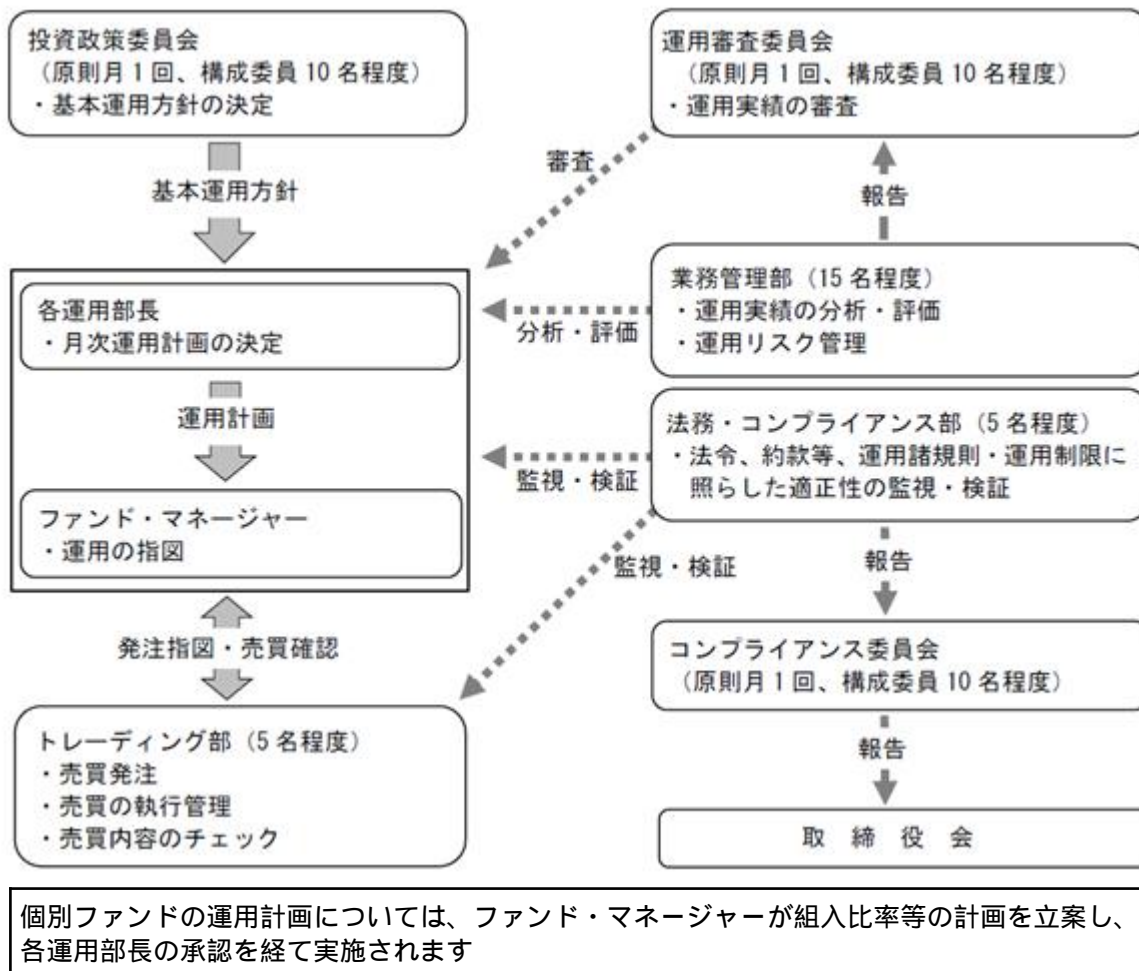 投資政策委員会
(原則月1回、構成委員10名程度)
・基本運用方針の決定
基本運用方針
各運用部長
・月次運用計画の決定
運用計画
ファンド・マネージャー
・運用の指図
発注指図・売買確認
トレーディング部(5名程度)
・売買発注
・売買の執行管理
・売買内容のチェック
運用審査委員会
(原則月1回、構成委員10名程度)
・運用実績の審査
審査
報告
業務管理部(15名程度)
・運用実績の分析・評価
・運用リスク管理
分析・評価
法務・コンプライアンス部(5名程度)
・法令、約款等、運用諸規則・運用制限に
照らした適正性の監視・検証
監視・検証
監視・検証
報告
コンプライアンス委員会
(原則月1回、構成委員10名程度)
報告
取締役会
個別ファンドの運用計画については、ファンド・マネージャーが組入比率等の計画を立案し、
各運用部長の承認を経て実施されます